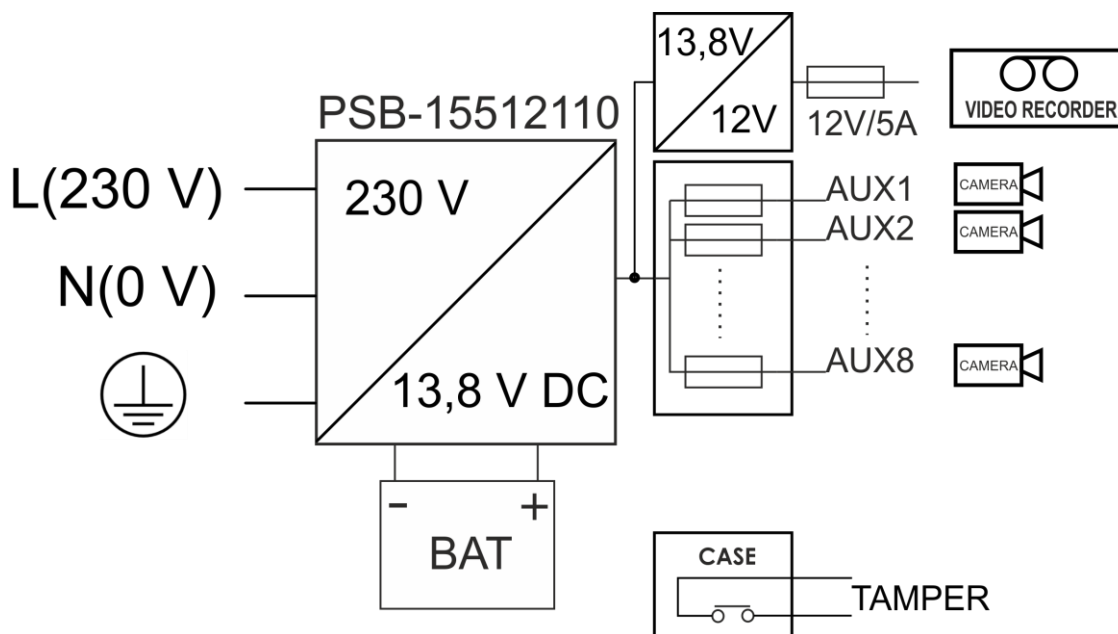 13,8V
12V
12V/5A
VIDEO RECORDER
PSB-15512110
L(230 V)
230 V
N(0 V)
13,8 V DC
AUX1
CAMERA
AUX2
CAMERA
AUX8
CAMERA
- +
BAT
CASE
TAMPER